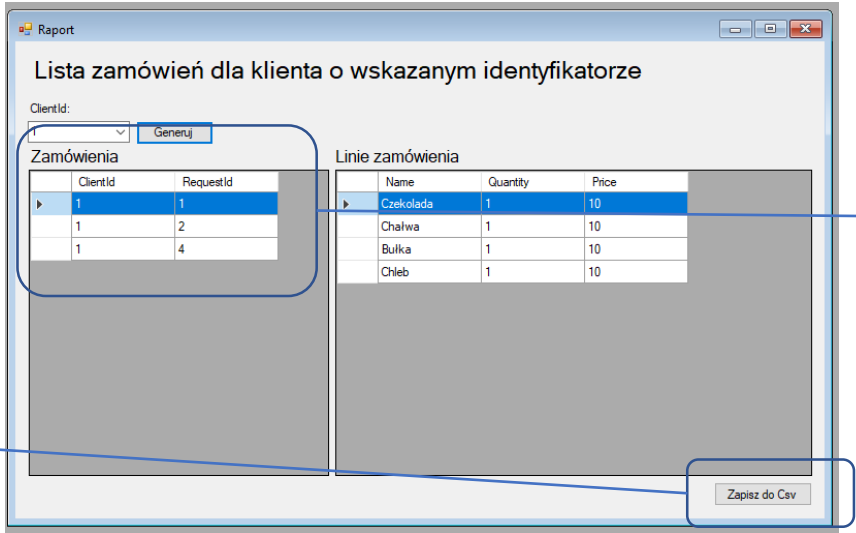 Raport
Lista zamówień dla klienta o wskazanym identyfikatorze
ClientId:
1
Generuj
Zamówienia
ClientId RequestId
1 1
1 2
1 4
Linie zamówienia
Name Quantity Price
Czekolada 1 10
Chałwa 1 10
Bułka 1 10
Chleb 1 10
Zapisz do Csv